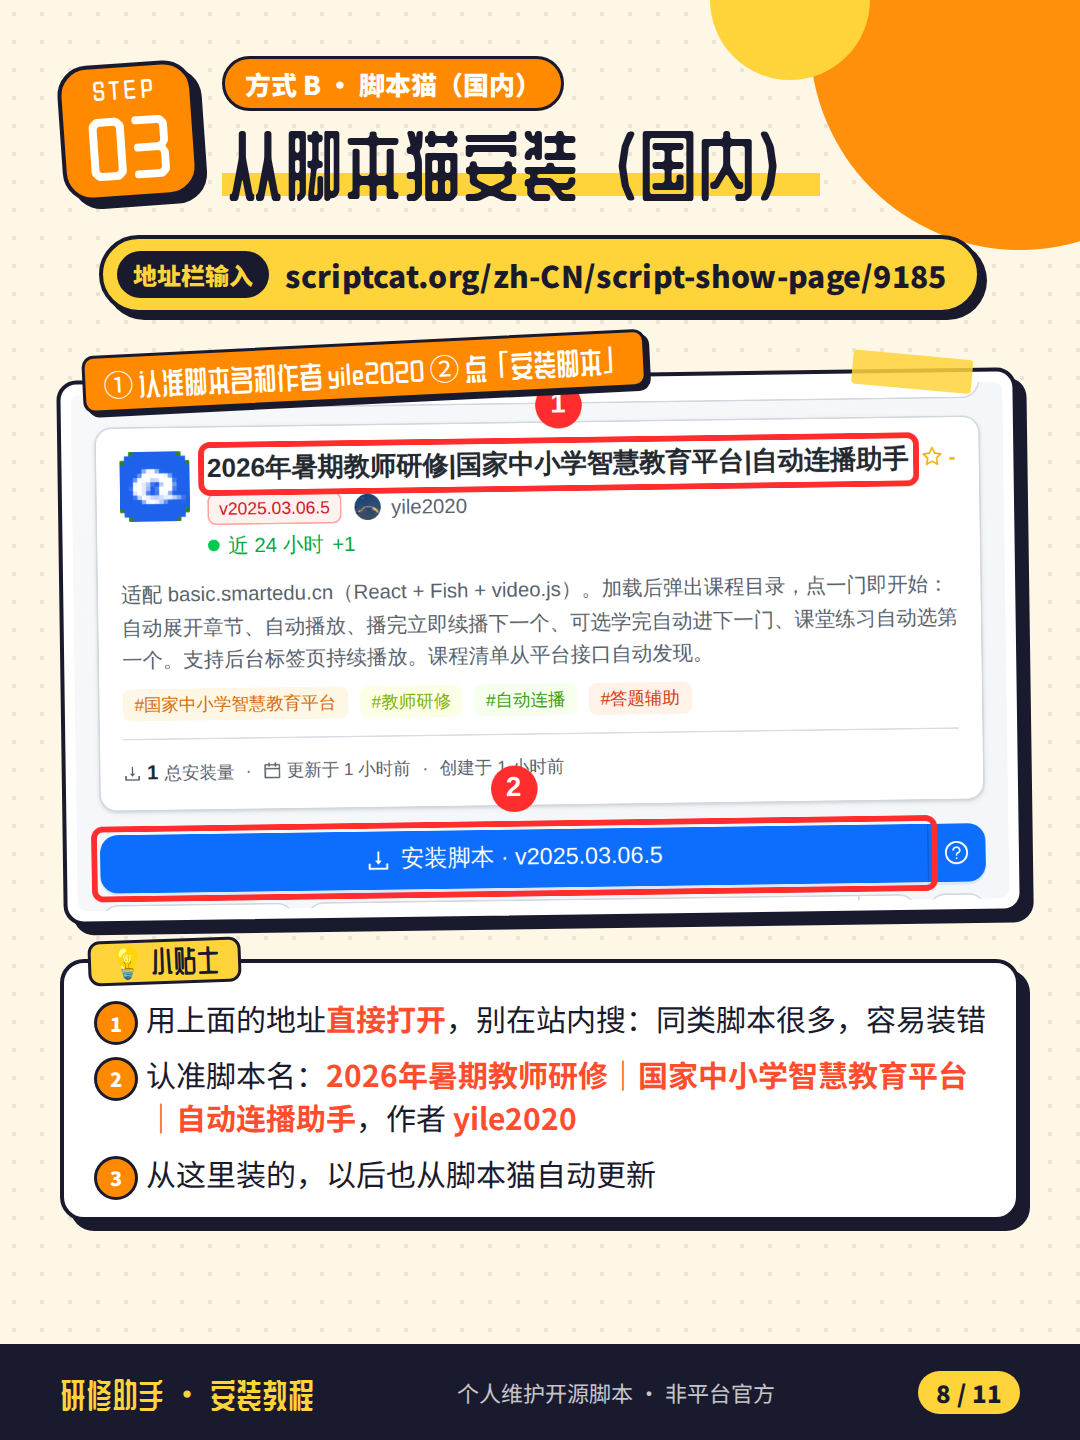 STEP
03
方式 B · 脚本猫（国内）
从脚本猫安装（国内）
地址栏输入 scriptcat.org/zh-CN/script-show-page/9185
① 认准脚本名和作者 yile2020 ② 点「安装脚本」
1
2026年暑期教师研修|国家中小学智慧教育平台|自动连播助手 -
v2025.03.06.5 yile2020
近 24 小时 +1
适配 basic.smartedu.cn（React + Fish + video.js）。加载后弹出课程目录，点一门即开始：
自动展开章节、自动播放、播完立即续播下一个、可选学完自动进下一门、课堂练习自动选第
一个。支持后台标签页持续播放。课程清单从平台接口自动发现。
#国家中小学智慧教育平台 #教师研修 #自动连播 #答题辅助
1 总安装量 · 更新于 1 小时前 · 创建于 1 小时前
2
安装脚本 · v2025.03.06.5 ?
小贴士
1 用上面的地址直接打开，别在站内搜：同类脚本很多，容易装错
2 认准脚本名：2026年暑期教师研修｜国家中小学智慧教育平台
｜自动连播助手，作者 yile2020
3 从这里装的，以后也从脚本猫自动更新
研修助手 · 安装教程
个人维护开源脚本 · 非平台官方
8 / 11